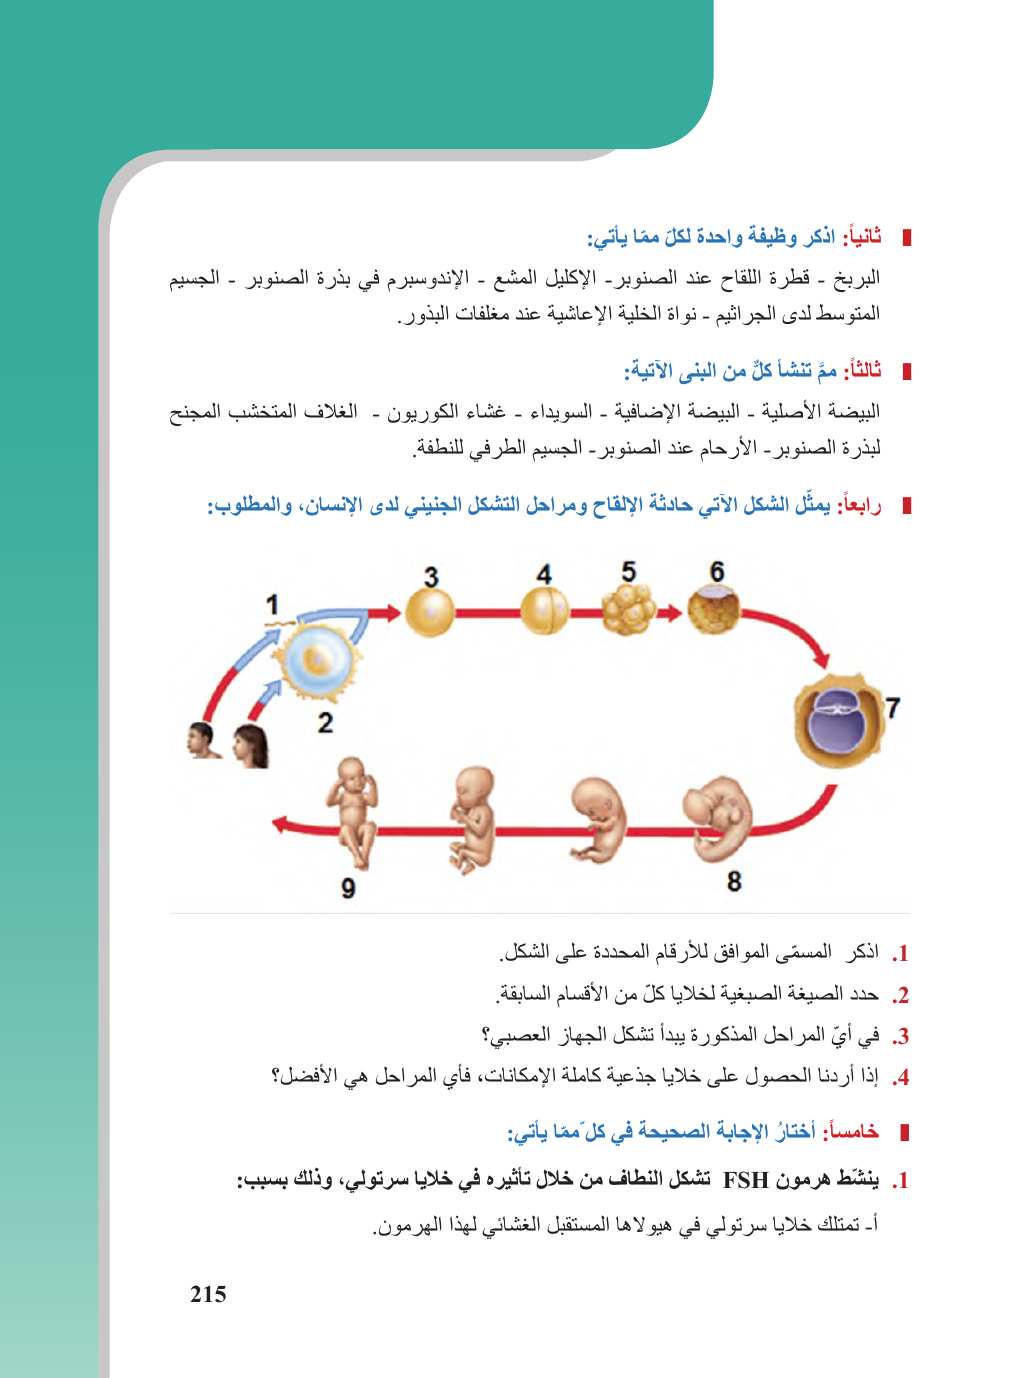 ثانياً: اذكر وظيفة واحدة لكلّ ممّا يأتي:
البربخ - قطرة اللقاح عند الصنوبر- الإكليل المشع - الإندوسبرم في بذرة الصنوبر - الجسيم
المتوسط لدى الجراثيم - نواة الخلية الإعاشية عند مغلفات البذور.
ثالثاً: ممَّ تنشأ كلٌّ من البنى الآتية:
البيضة الأصلية - البيضة الإضافية - السويداء - غشاء الكوريون - الغلاف المتخشب المجنح
لبذرة الصنوبر- الأرحام عند الصنوبر- الجسيم الطرفي للنطفة.
رابعاً: يمثّل الشكل الآتي حادثة الإلقاح ومراحل التشكل الجنيني لدى الإنسان، والمطلوب:
1
2
3
4
5
6
7
8
9
1. اذكر المسمّى الموافق للأرقام المحددة على الشكل.
2. حدد الصيغة الصبغية لخلايا كلّ من الأقسام السابقة.
3. في أيّ المراحل المذكورة يبدأ تشكل الجهاز العصبي؟
4. إذا أردنا الحصول على خلايا جذعية كاملة الإمكانات، فأي المراحل هي الأفضل؟
خامساً: أختارُ الإجابة الصحيحة في كلّ ممّا يأتي:
1. ينشّط هرمون FSH تشكل النطاف من خلال تأثيره في خلايا سرتولي، وذلك بسبب:
أ- تمتلك خلايا سرتولي في هيولاها المستقبل الغشائي لهذا الهرمون.
215